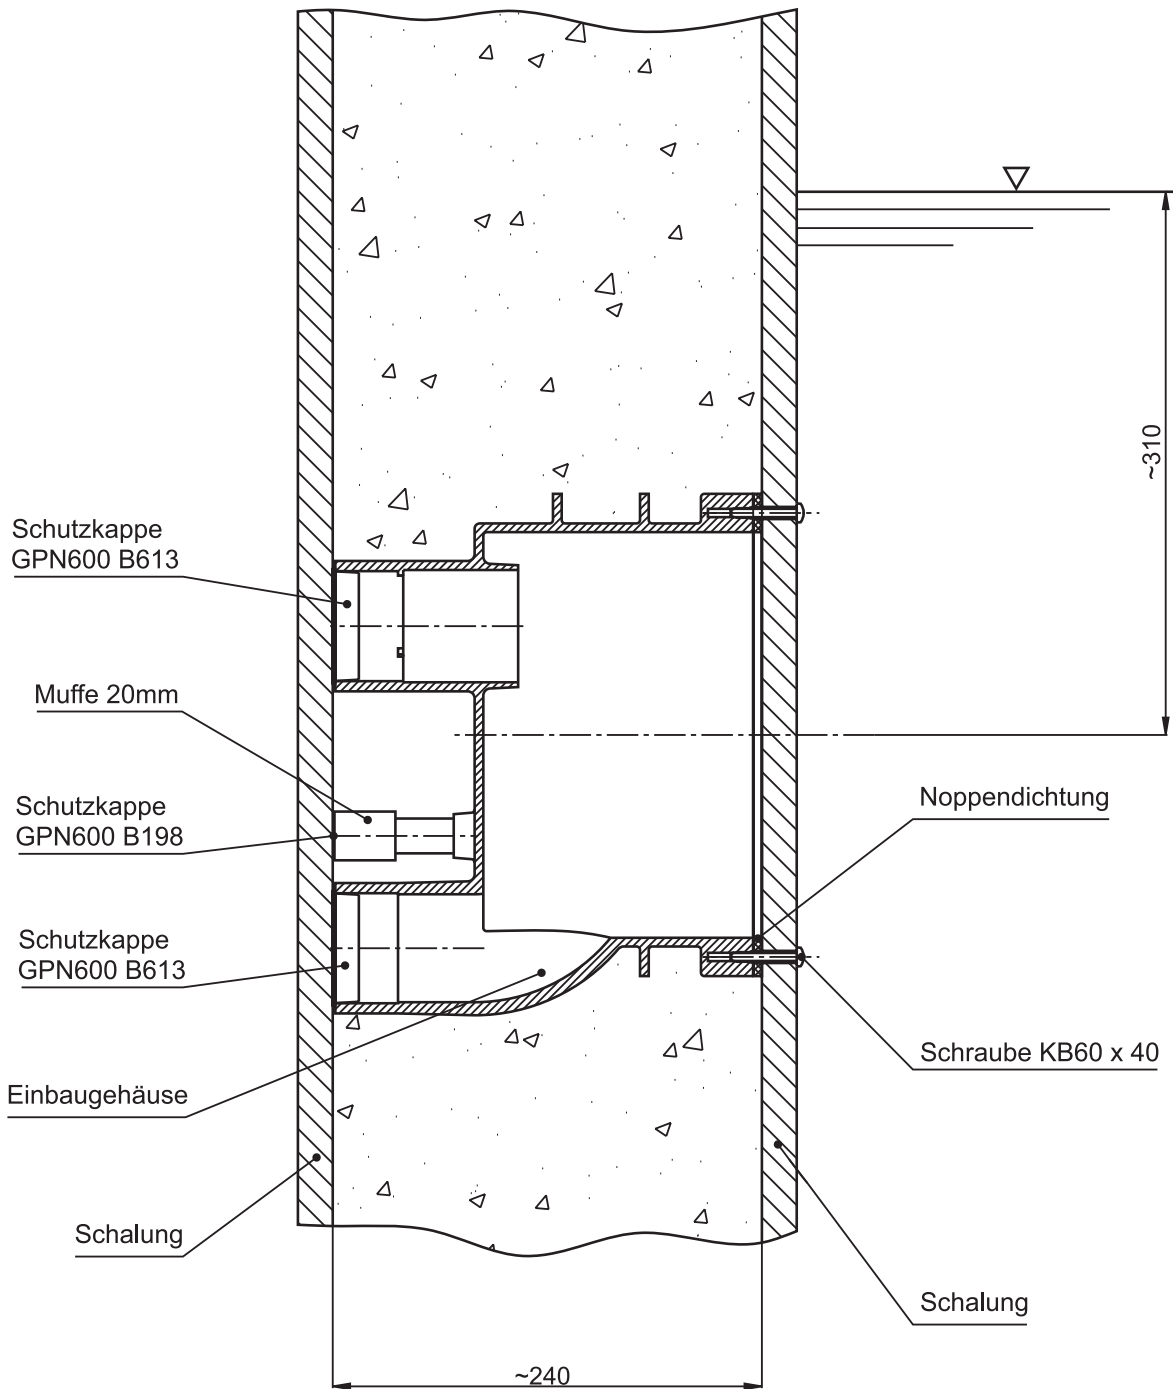 ~310
Schutzkappe
GPN600 B613
Muffe 20mm
Schutzkappe
GPN600 B198
Noppendichtung
Schutzkappe
GPN600 B613
Schraube KB60 x 40
Einbaugehäuse
Schalung
Schalung
~240